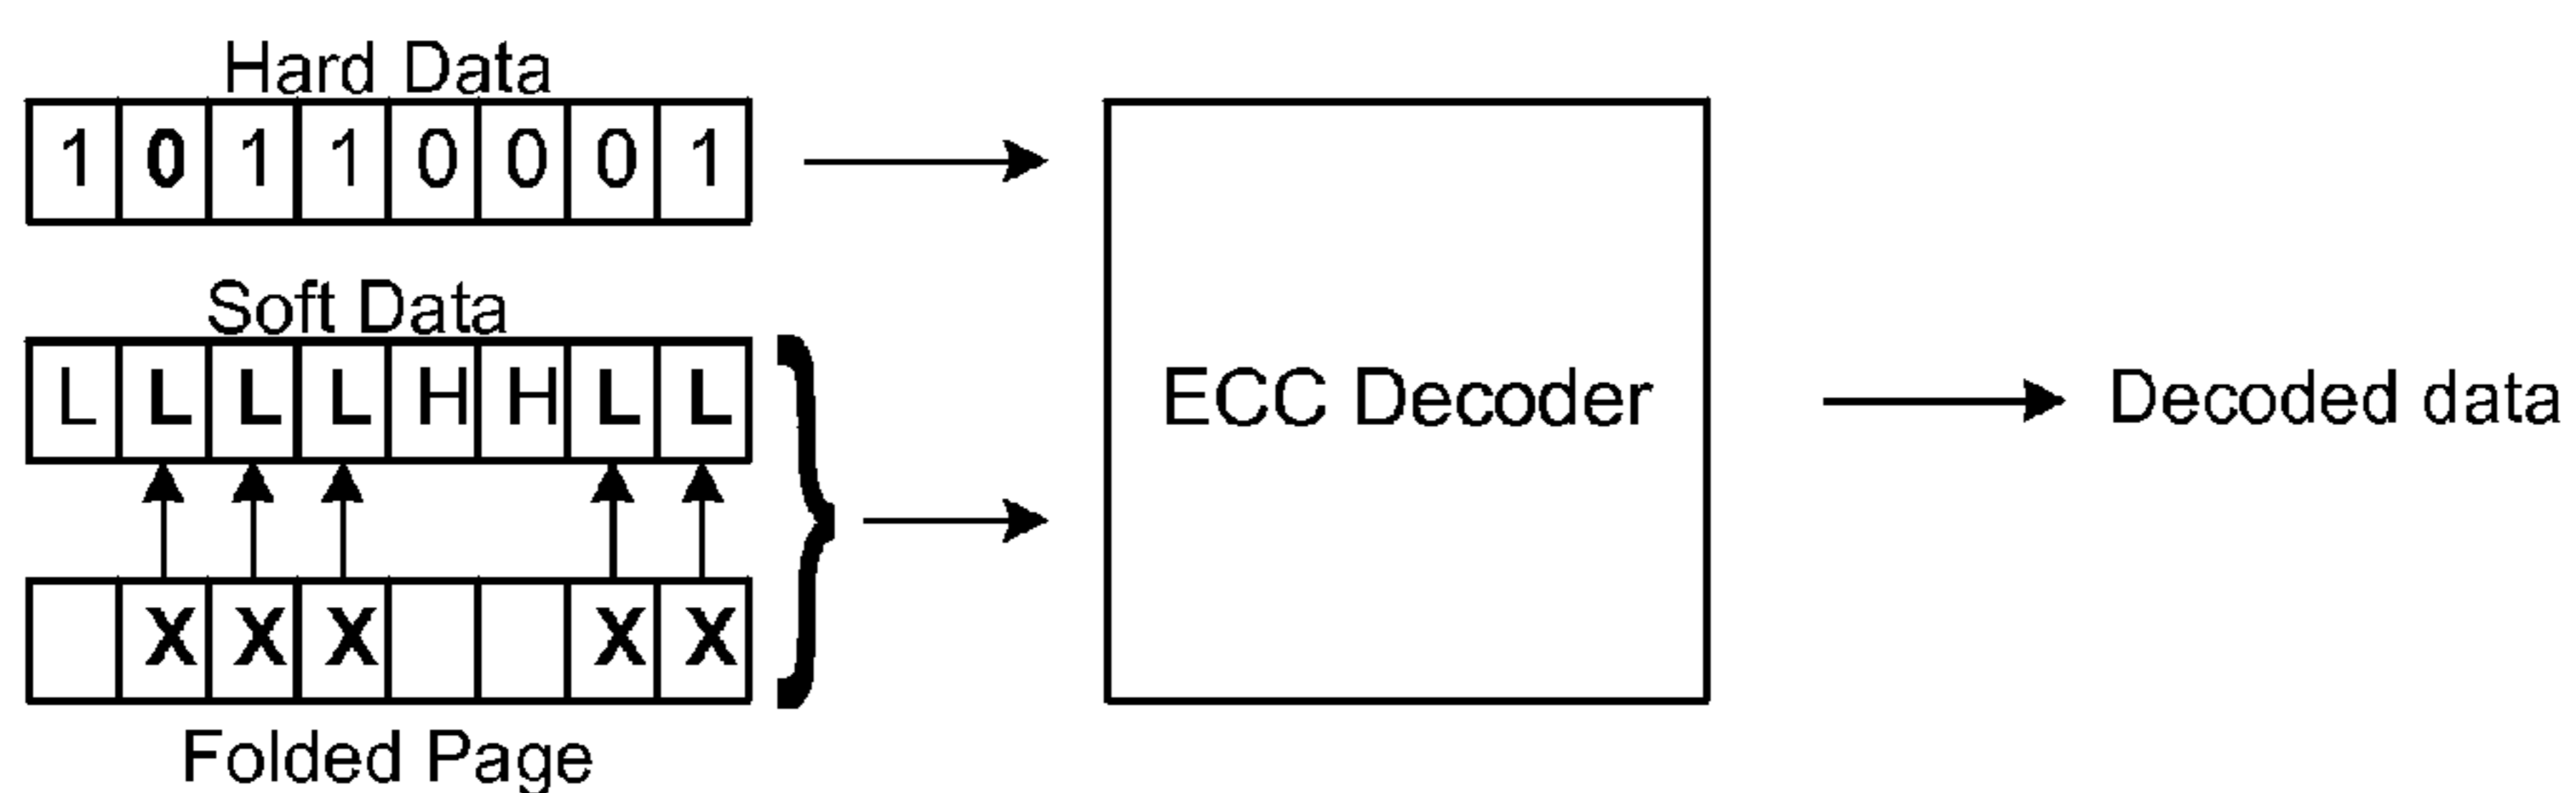 Hard Data
1 0 1 1 0 0 0 1
Soft Data
L L L L H H L L
ECC Decoder
Decoded data
X X X X X
Folded Page